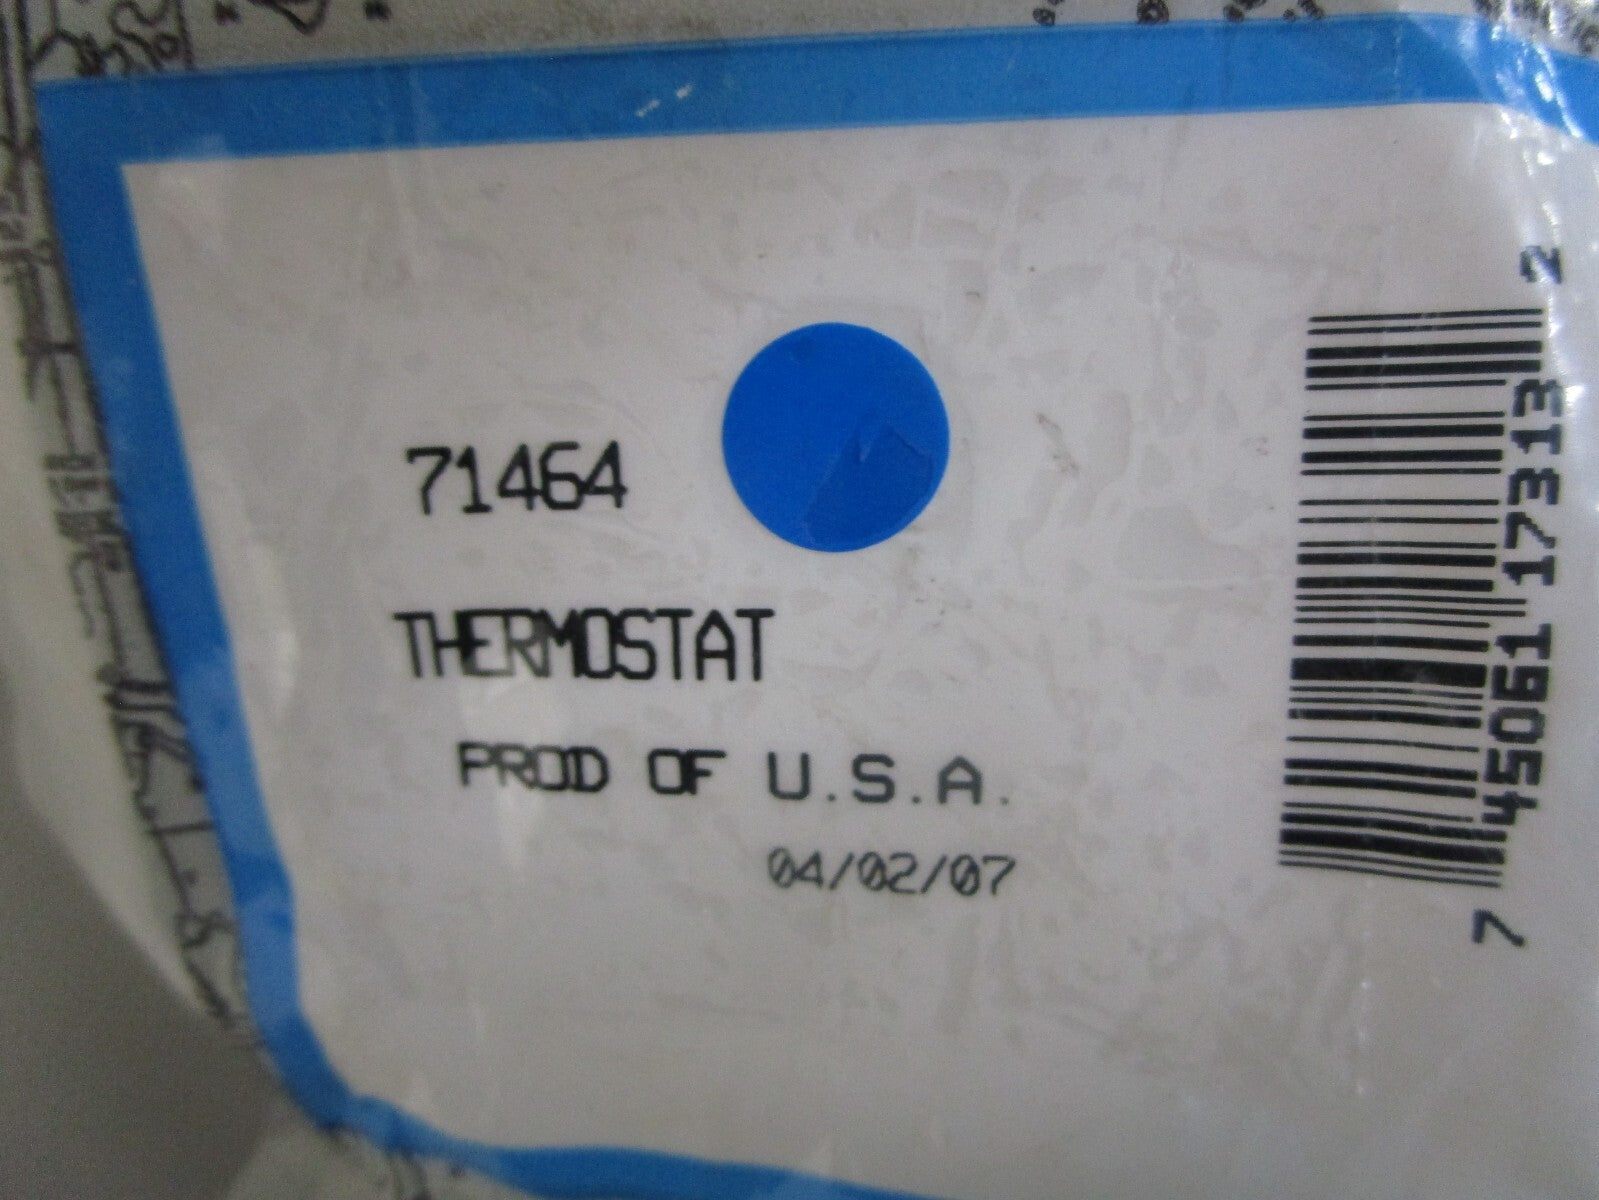 71464
THERMOSTAT
PROD OF U.S.A.
04/02/07
7 45061 17313 2